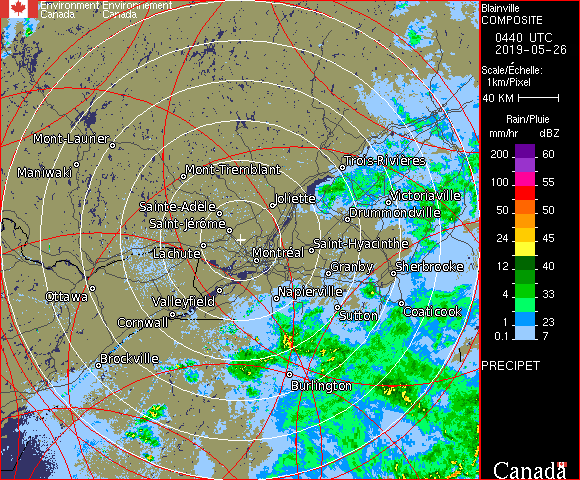 Environment Environnement
Canada Canada
Blainville
COMPOSITE
0440 UTC
2019-05-26
Scale/Échelle:
1km/Pixel
40 KM
Rain/Pluie
mm/hr dBZ
200 60
100 55
50 50
24 45
12 40
4 33
1 23
0.1 7
PRECIPET
Canada
Mont-Laurier
Maniwaki
Mont-Tremblant
Trois-Rivières
Sainte-Adele
Joliette
Victoriaville
Drummondville
Saint-Jérôme
Lachute
Montréal
Saint-Hyacinthe
Granby
Sherbrooke
Ottawa
Valleyfield
Napierville
Cornwall
Sutton
Coaticook
Brockville
Burlington